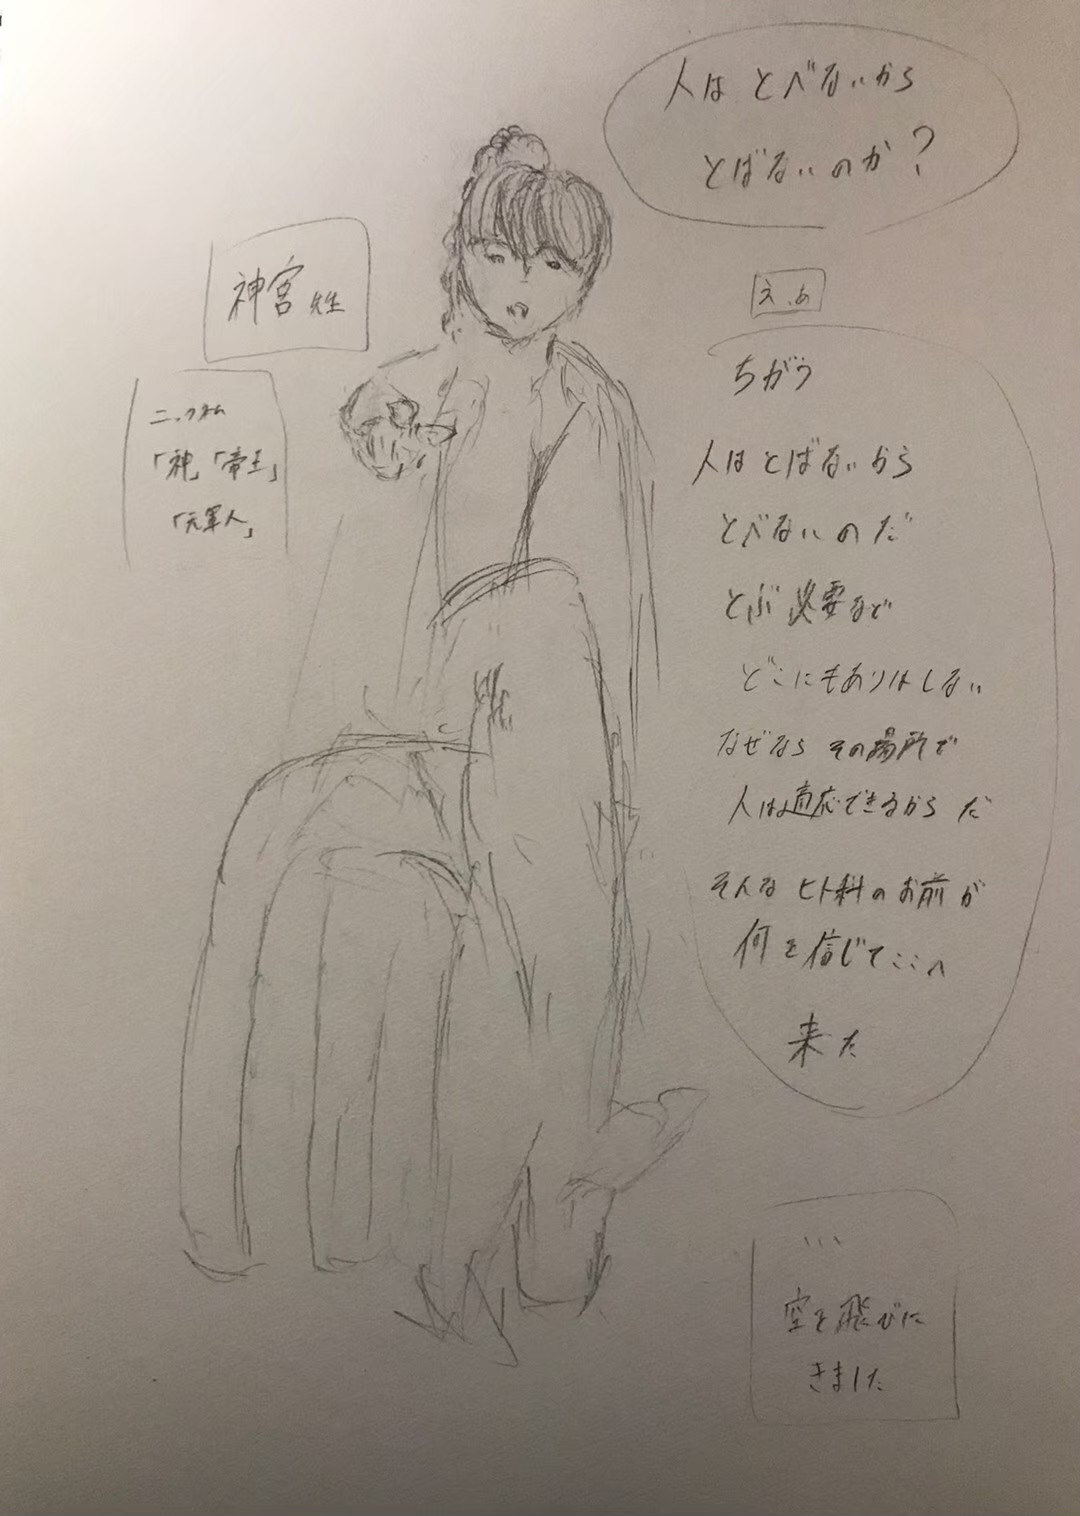 人は とべないから
とばないのか?
神宮 姓
え、あ
ちがう
ニックネーム
「神」「帝王」
「元軍人」
人は とばないから
とべないのだ
とぶ 必要など
どこにもありはしない
なぜなら その場所で
人は適応できるからだ
そんな ヒト科の お前が
何を信じて ここへ
来た
...
空を飛びに
きました